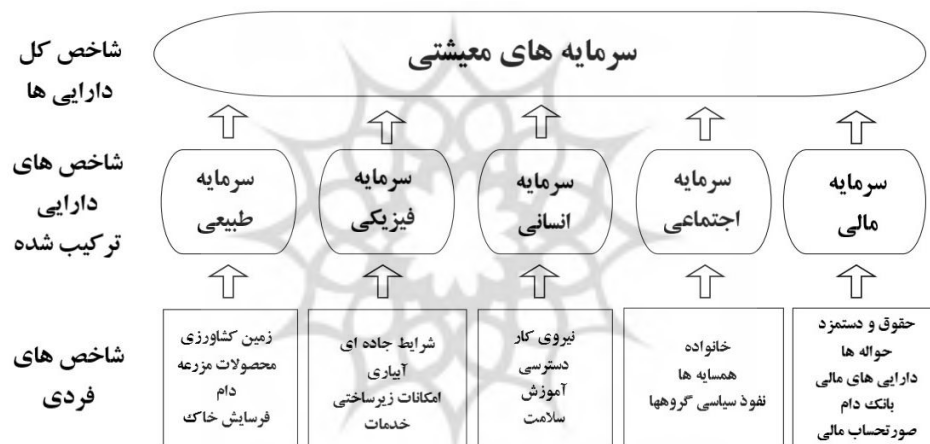 شاخص کل
دارایی ها
سرمایه های معیشتی
شاخص های
دارایی
ترکیب شده
سرمایه
مالی
سرمایه
اجتماعی
سرمایه
انسانی
سرمایه
فیزیکی
سرمایه
طبیعی
شاخص های
فردی
حقوق و دستمزد
حواله ها
دارایی های مالی
بانک دام
صورتحساب مالی
خانواده
همسایه ها
نفوذ سیاسی گروهها
نیروی کار
دسترسی
آموزش
سلامت
شرایط جاده ای
آبیاری
امکانات زیرساختی
خدمات
زمین کشاورزی
محصولات مزرعه
دام
فرسایش خاک